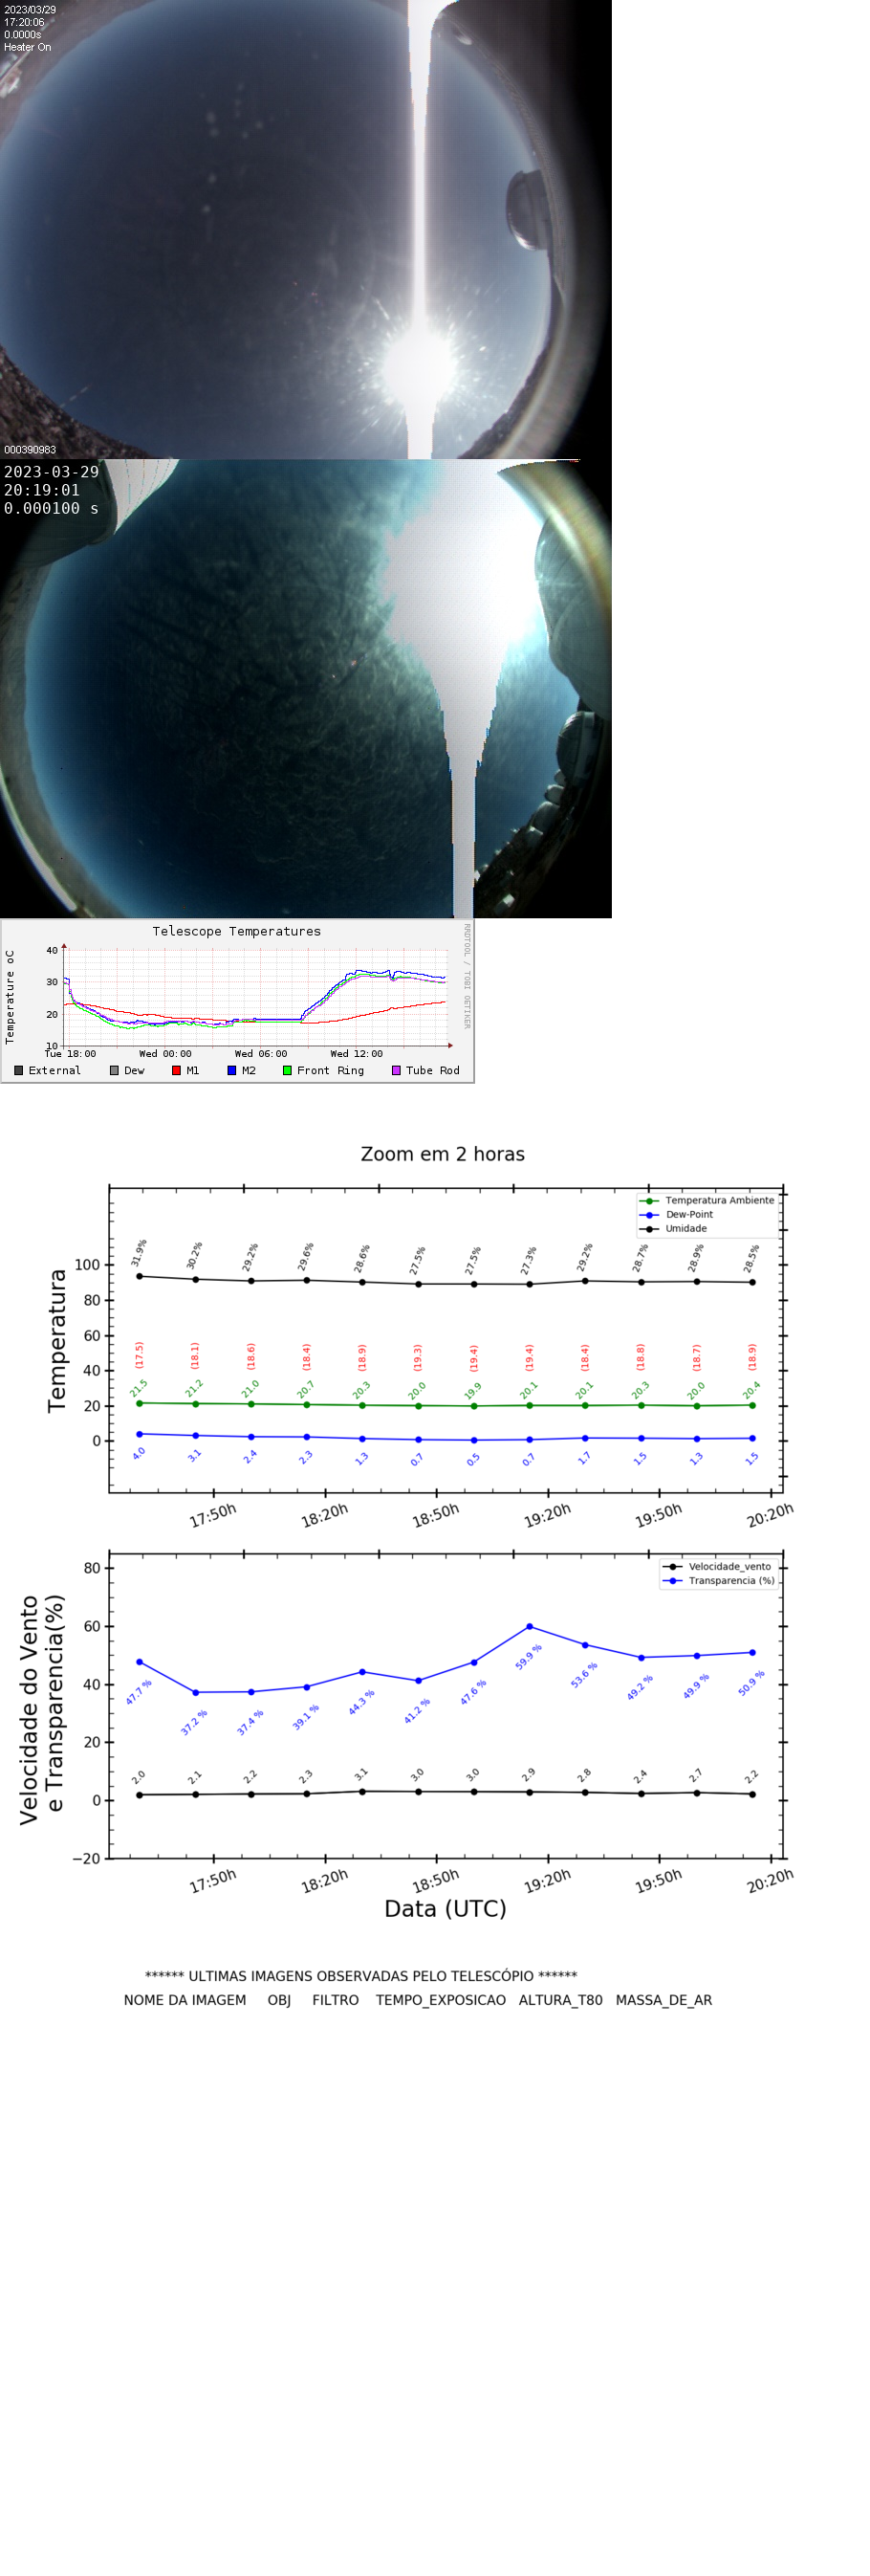 2023/03/29
17:20:06
0.0000s
Heater On
000390983
2023-03-29
20:19:01
0.000100 s
Telescope Temperatures
RRDTOOL / TOBI OETIKER
Temperature oC
40
30
20
10
Tue 18:00 Wed 00:00 Wed 06:00 Wed 12:00
External Dew M1 M2 Front Ring Tube Rod
Zoom em 2 horas
Temperatura Ambiente
Dew-Point
Umidade
Temperatura
100
80
60
40
20
0
31.9% 30.2% 29.2% 29.6% 28.6% 27.5% 27.5% 27.3% 29.2% 28.7% 28.9% 28.5%
(17.5) (18.1) (18.6) (18.4) (18.9) (19.3) (19.4) (19.4) (18.4) (18.8) (18.7) (18.9)
21.5 21.2 21.0 20.7 20.3 20.0 19.9 20.1 20.1 20.3 20.0 20.4
4.0 3.1 2.4 2.3 1.3 0.7 0.5 0.7 1.7 1.5 1.3 1.5
17:50h 18:20h 18:50h 19:20h 19:50h 20:20h
Velocidade_vento
Transparencia (%)
Velocidade do Vento
e Transparencia(%)
80
60
40
20
0
−20
47.7 % 37.2 % 37.4 % 39.1 % 44.3 % 41.2 % 47.6 % 59.9 % 53.6 % 49.2 % 49.9 % 50.9 %
2.0 2.1 2.2 2.3 3.1 3.0 3.0 2.9 2.8 2.4 2.7 2.2
17:50h 18:20h 18:50h 19:20h 19:50h 20:20h
Data (UTC)
****** ULTIMAS IMAGENS OBSERVADAS PELO TELESCÓPIO ******
NOME DA IMAGEM OBJ FILTRO TEMPO_EXPOSICAO ALTURA_T80 MASSA_DE_AR